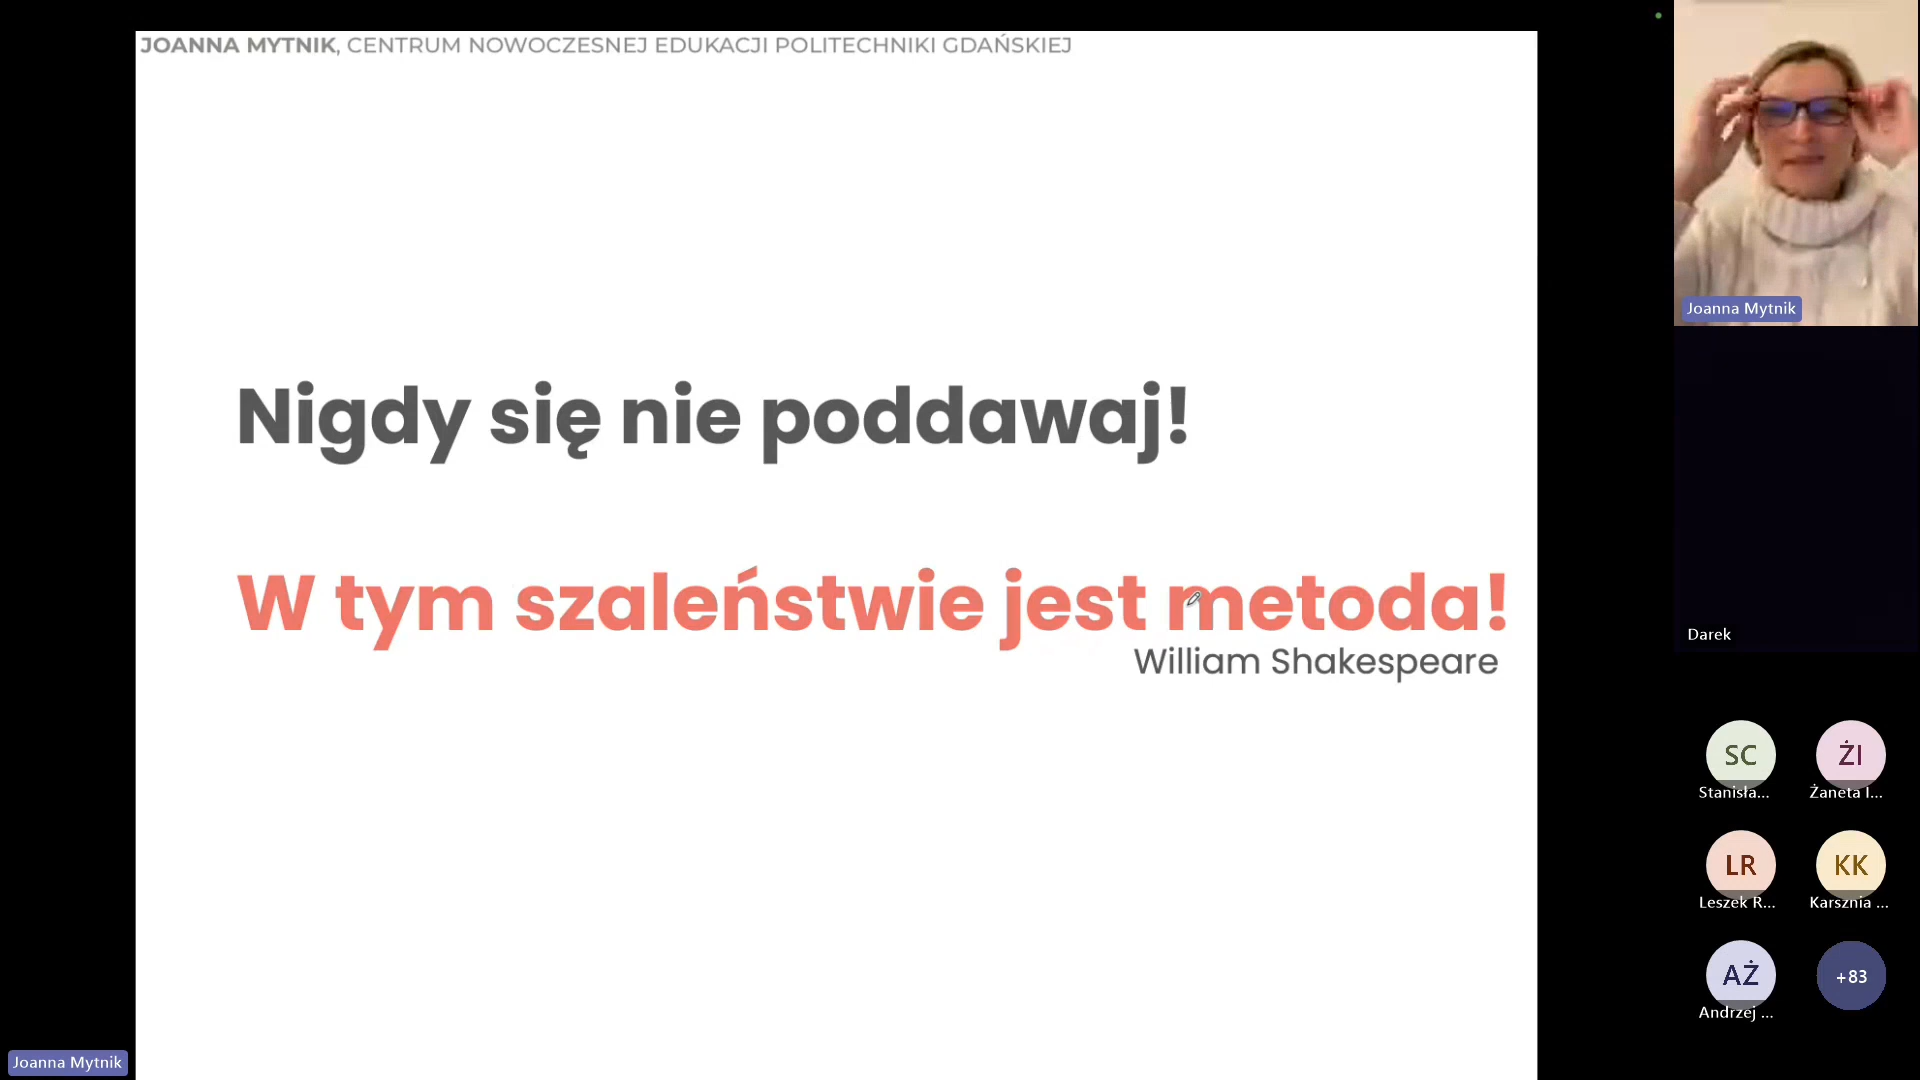 JOANNA MYTNIK, CENTRUM NOWOCZESNEJ EDUKACJI POLITECHNIKI GDAŃSKIEJ
Nigdy się nie poddawaj!
W tym szaleństwie jest metoda!
William Shakespeare
Joanna Mytnik
Darek
SC
Stanisła...
ŻI
Żaneta I...
LR
Leszek R...
KK
Karsznia ...
AŻ
Andrzej ...
+83
Joanna Mytnik